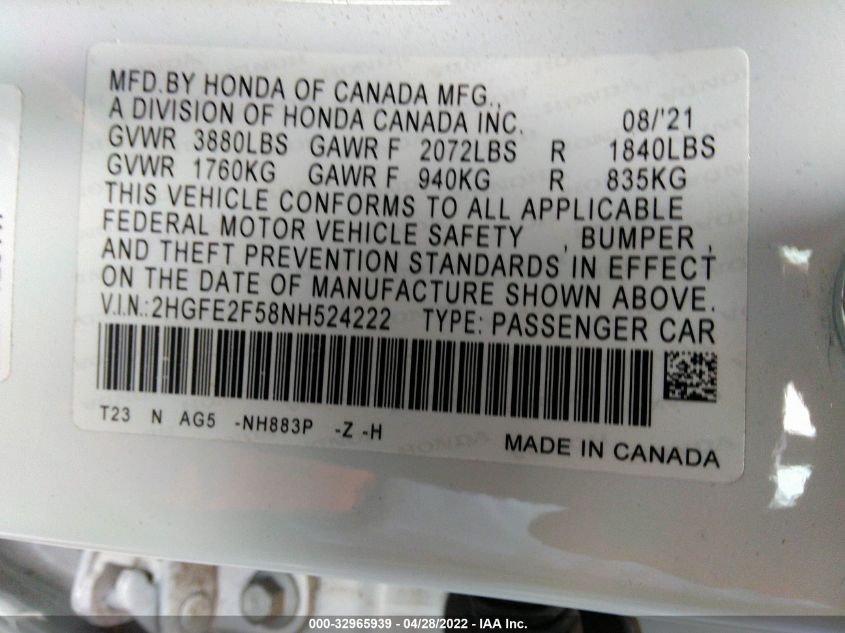 MFD.BY HONDA OF CANADA MFG.,
A DIVISION OF HONDA CANADA INC. 08/'21
GVWR 3880LBS GAWR F 2072LBS R 1840LBS
GVWR 1760KG GAWR F 940KG R 835KG
THIS VEHICLE CONFORMS TO ALL APPLICABLE
FEDERAL MOTOR VEHICLE SAFETY , BUMPER ,
AND THEFT PREVENTION STANDARDS IN EFFECT
ON THE DATE OF MANUFACTURE SHOWN ABOVE.
V.I.N.:2HGFE2F58NH524222 TYPE: PASSENGER CAR
T23 N AG5 -NH883P -Z -H
MADE IN CANADA
000-32965939 - 04/28/2022 - IAA Inc.